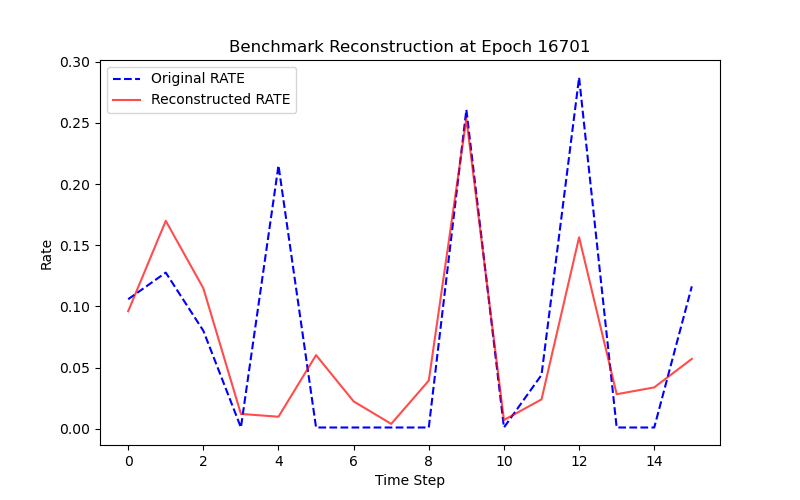 Benchmark Reconstruction at Epoch 16701
Original RATE
Reconstructed RATE
0.30
0.25
0.20
0.15
0.10
0.05
0.00
Rate
0 2 4 6 8 10 12 14
Time Step